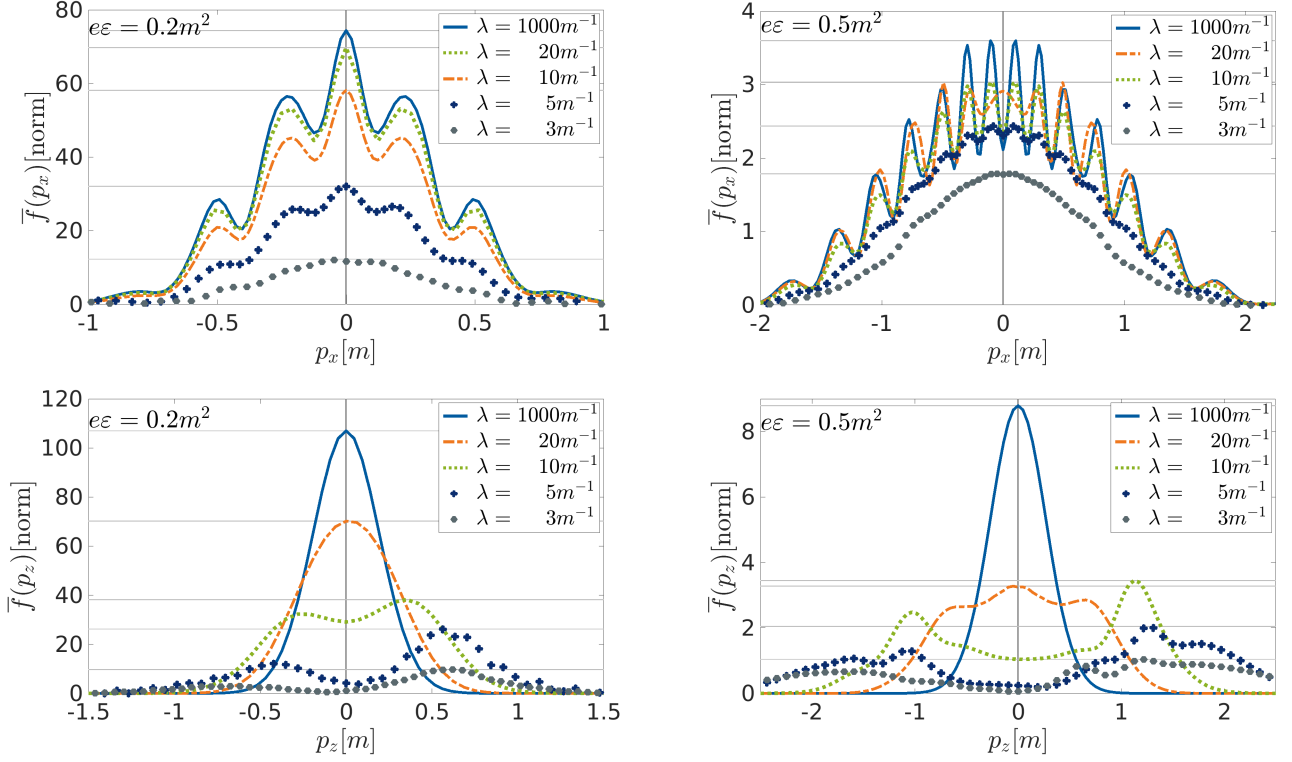 eε = 0.2m²
λ = 1000m⁻¹
λ = 20m⁻¹
λ = 10m⁻¹
λ = 5m⁻¹
λ = 3m⁻¹
80
60
40
20
0
f̅(pₓ)[norm]
-1 -0.5 0 0.5 1
pₓ[m]
eε = 0.5m²
λ = 1000m⁻¹
λ = 20m⁻¹
λ = 10m⁻¹
λ = 5m⁻¹
λ = 3m⁻¹
4
3
2
1
0
f̅(pₓ)[norm]
-2 -1 0 1 2
pₓ[m]
eε = 0.2m²
λ = 1000m⁻¹
λ = 20m⁻¹
λ = 10m⁻¹
λ = 5m⁻¹
λ = 3m⁻¹
120
100
80
60
40
20
0
f̅(p_z)[norm]
-1.5 -1 -0.5 0 0.5 1 1.5
p_z[m]
eε = 0.5m²
λ = 1000m⁻¹
λ = 20m⁻¹
λ = 10m⁻¹
λ = 5m⁻¹
λ = 3m⁻¹
8
6
4
2
0
f̅(p_z)[norm]
-2 -1 0 1 2
p_z[m]